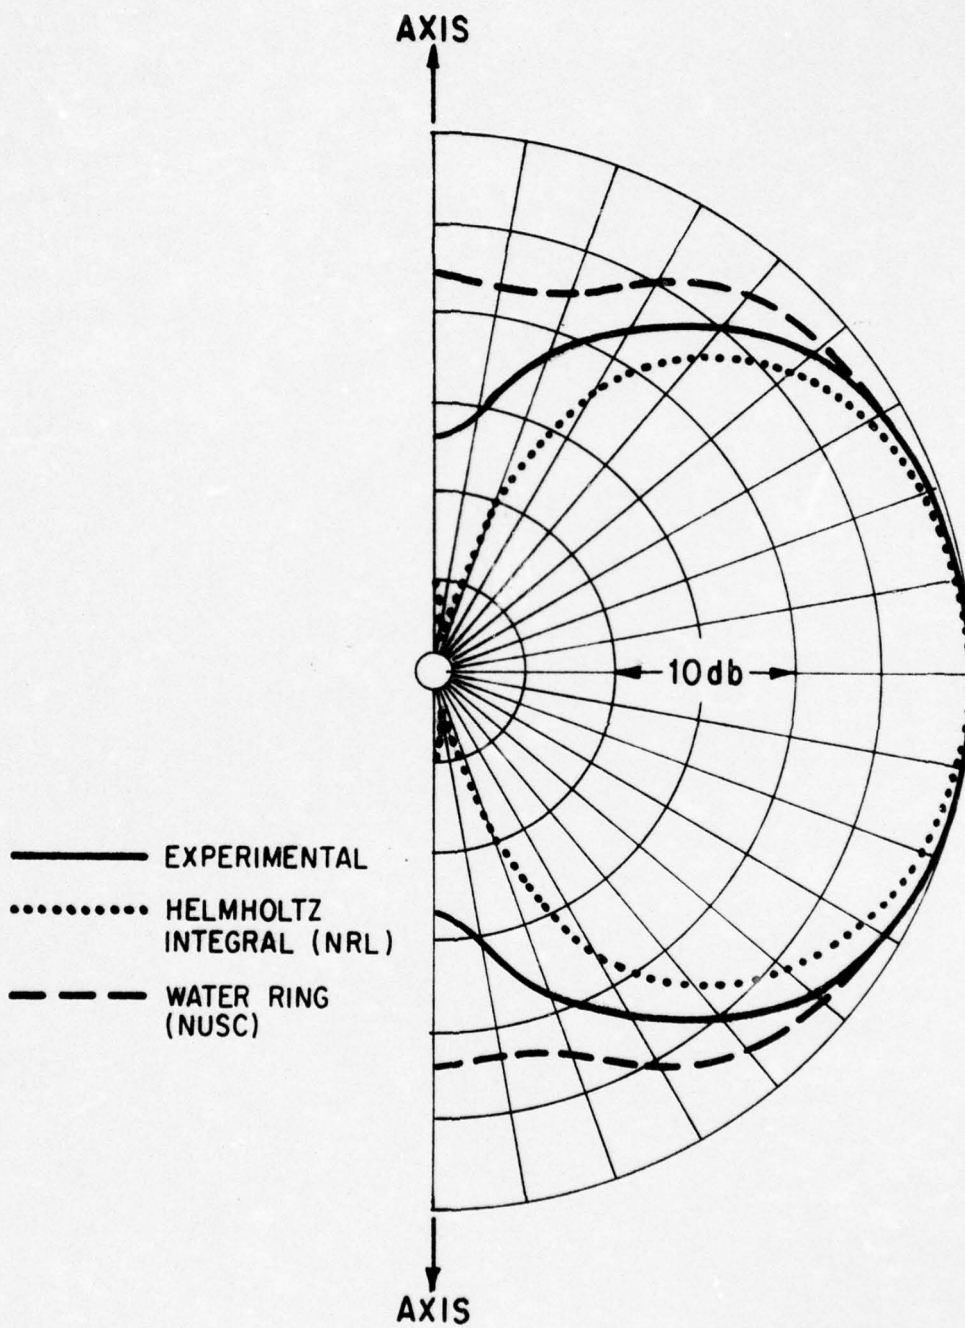 AXIS
10db
EXPERIMENTAL
HELMHOLTZ
INTEGRAL (NRL)
WATER RING
(NUSC)
AXIS